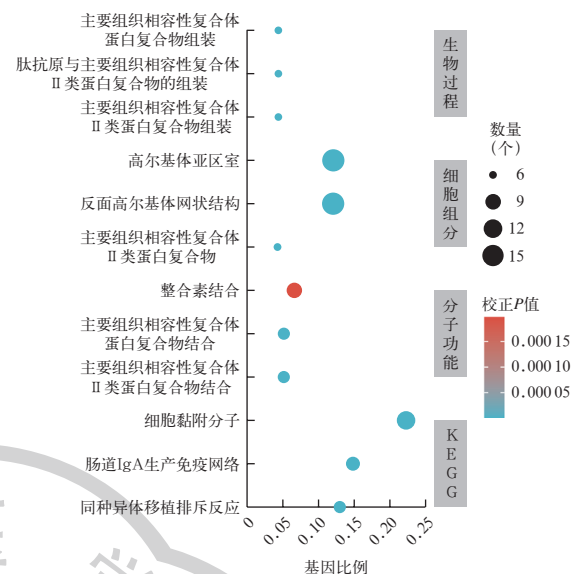 主要组织相容性复合体
蛋白复合物组装
肽抗原与主要组织相容性复合体
Ⅱ类蛋白复合物的组装
主要组织相容性复合体
Ⅱ类蛋白复合物组装
高尔基体亚区室
反面高尔基体网状结构
主要组织相容性复合体
Ⅱ类蛋白复合物
整合素结合
主要组织相容性复合体
蛋白复合物结合
主要组织相容性复合体
Ⅱ类蛋白复合物结合
细胞黏附分子
肠道IgA生产免疫网络
同种异体移植排斥反应
0
0.05
0.10
0.15
0.20
0.25
基因比例
生物过程
细胞组分
分子功能
KEGG
数量
(个)
6
9
12
15
校正P值
0.000 15
0.000 10
0.000 05